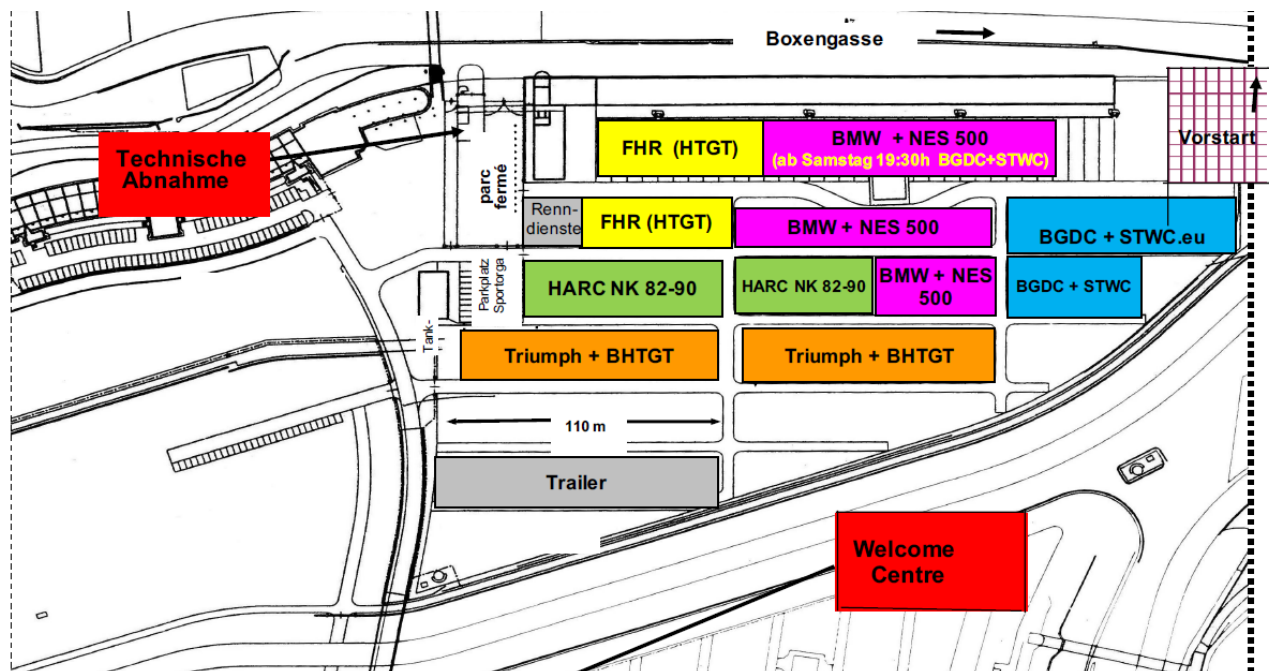 Boxengasse
Vorstart
Technische
Abnahme
parc
fermé
FHR (HTGT)
BMW + NES 500
(ab Samstag 19:30h BGDC+STWC)
Renn-
dienste
FHR (HTGT)
BMW + NES 500
BGDC + STWC.eu
Parkplatz
Sportorga
HARC NK 82-90
HARC NK 82-90
BMW + NES
500
BGDC + STWC
Tank-
Triumph + BHTGT
Triumph + BHTGT
110 m
Trailer
Welcome
Centre